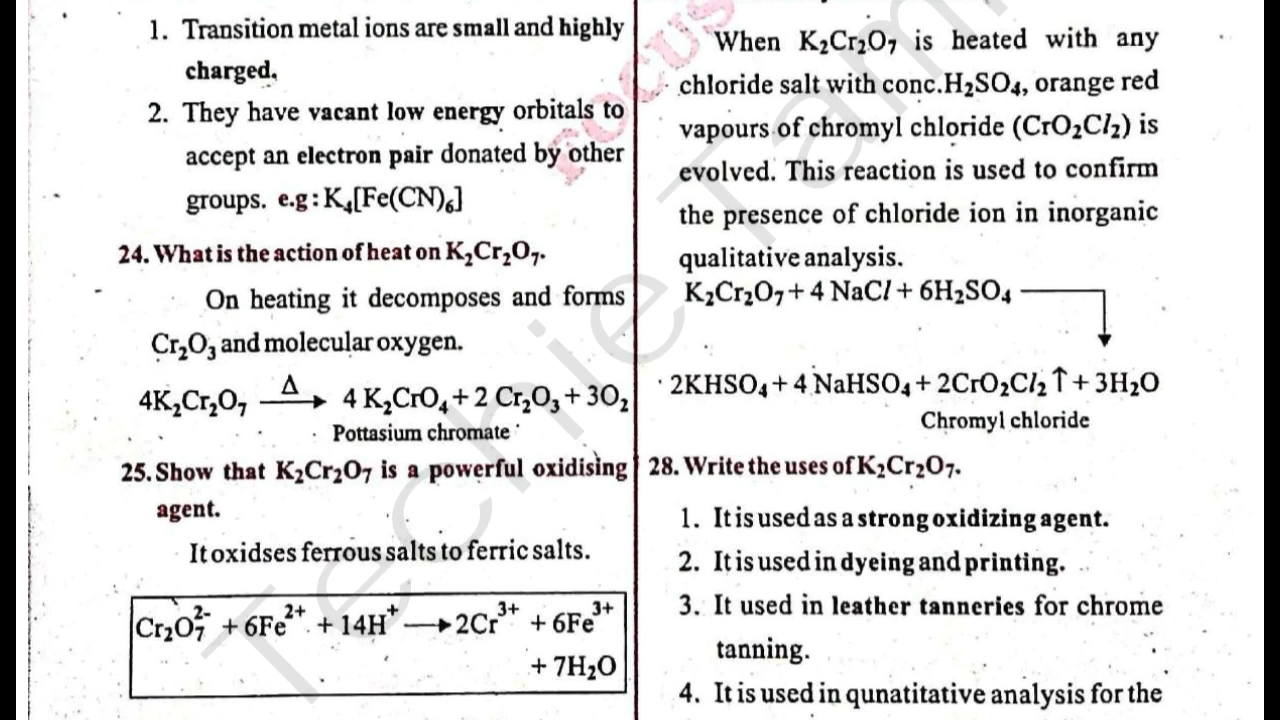 1. Transition metal ions are small and highly
charged.
2. They have vacant low energy orbitals to
accept an electron pair donated by other
groups. e.g : K₄[Fe(CN)₆]
24. What is the action of heat on K₂Cr₂O₇.
On heating it decomposes and forms
Cr₂O₃ and molecular oxygen.
4K₂Cr₂O₇ —Δ→ 4 K₂CrO₄ + 2 Cr₂O₃ + 3O₂
Pottasium chromate
25. Show that K₂Cr₂O₇ is a powerful oxidising
agent.
It oxidses ferrous salts to ferric salts.
Cr₂O₇²⁻ + 6Fe²⁺ + 14H⁺ → 2Cr³⁺ + 6Fe³⁺
+ 7H₂O
When K₂Cr₂O₇ is heated with any
chloride salt with conc.H₂SO₄, orange red
vapours of chromyl chloride (CrO₂Cl₂) is
evolved. This reaction is used to confirm
the presence of chloride ion in inorganic
qualitative analysis.
K₂Cr₂O₇ + 4 NaCl + 6H₂SO₄ →
2KHSO₄ + 4 NaHSO₄ + 2CrO₂Cl₂ ↑ + 3H₂O
Chromyl chloride
28. Write the uses of K₂Cr₂O₇.
1. It is used as a strong oxidizing agent.
2. It is used in dyeing and printing.
3. It used in leather tanneries for chrome
tanning.
4. It is used in qunatitative analysis for the
focus
Techie Tam